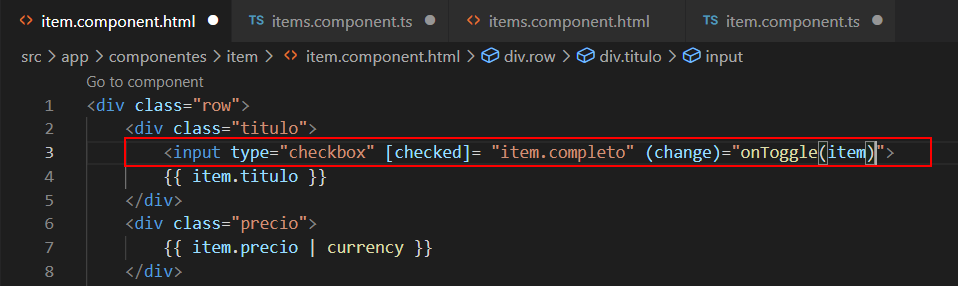 item.component.html items.component.ts items.component.html item.component.ts
src > app > componentes > item > item.component.html > div.row > div.titulo > input
Go to component
1 <div class="row">
2 <div class="titulo">
3 <input type="checkbox" [checked]= "item.completo" (change)="onToggle(item)">
4 {{ item.titulo }}
5 </div>
6 <div class="precio">
7 {{ item.precio | currency }}
8 </div>